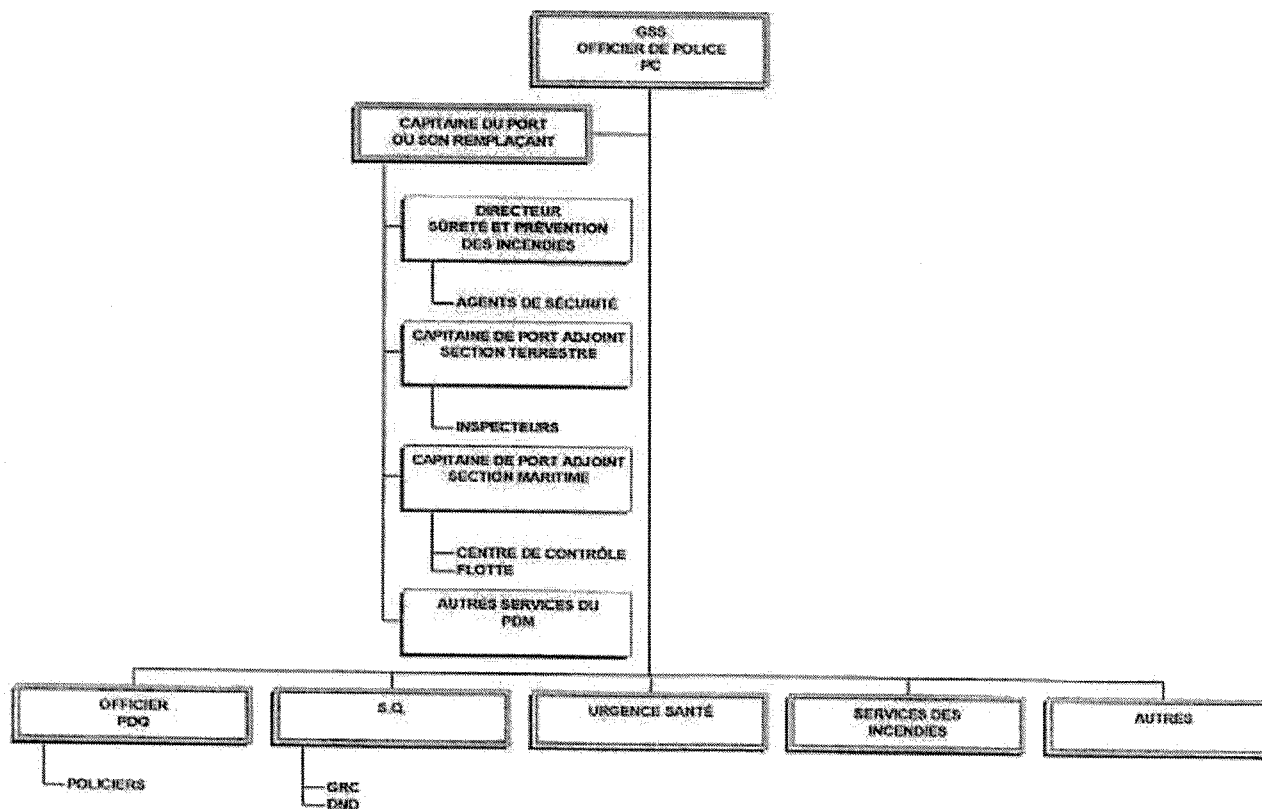 GSS
OFFICIER DE POLICE
PC
CAPITAINE DU PORT
OU SON REMPLAÇANT
DIRECTEUR
SÛRETÉ ET PRÉVENTION
DES INCENDIES
AGENTS DE SÉCURITÉ
CAPITAINE DE PORT ADJOINT
SECTION TERRESTRE
INSPECTEURS
CAPITAINE DE PORT ADJOINT
SECTION MARITIME
CENTRE DE CONTRÔLE
FLOTTE
AUTRES SERVICES DU
PDM
OFFICIER
PDQ
POLICIERS
S.Q.
GRC
DND
URGENCE SANTÉ
SERVICES DES
INCENDIES
AUTRES